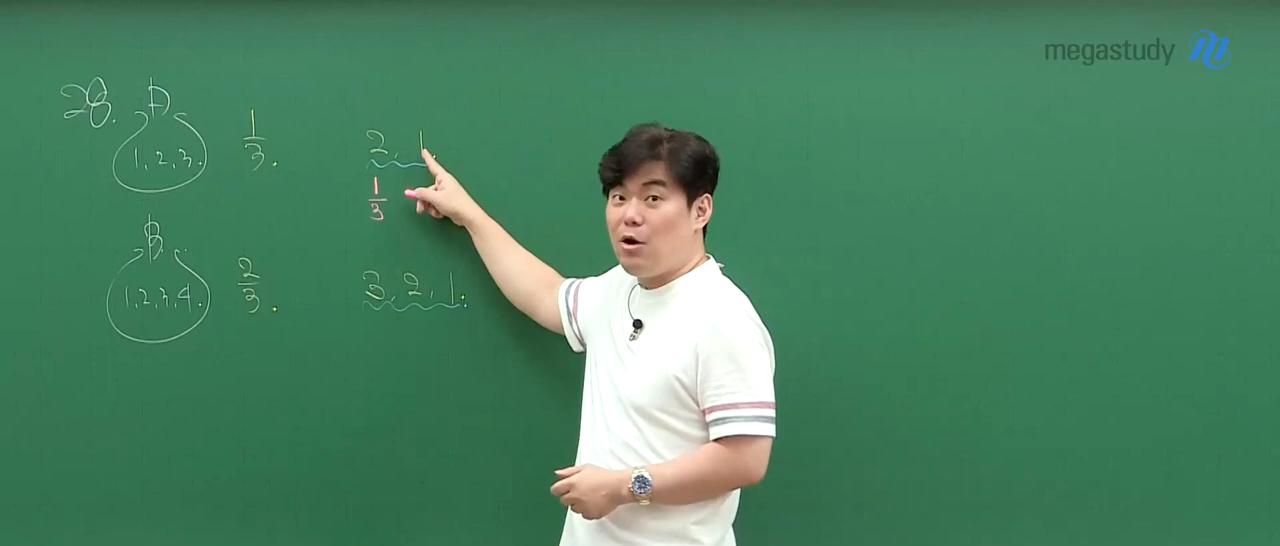 megastudy
28.
A
1, 2, 3.
1/3.
2, 1.
1/3
B
1, 2, 3, 4.
2/3.
3, 2, 1.